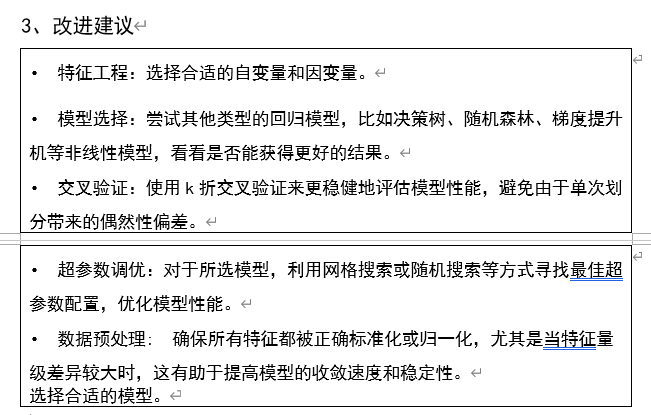 3、改进建议
• 特征工程：选择合适的自变量和因变量。
• 模型选择：尝试其他类型的回归模型，比如决策树、随机森林、梯度提升
机等非线性模型，看看是否能获得更好的结果。
• 交叉验证：使用 k 折交叉验证来更稳健地评估模型性能，避免由于单次划
分带来的偶然性偏差。
• 超参数调优：对于所选模型，利用网格搜索或随机搜索等方式寻找最佳超
参数配置，优化模型性能。
• 数据预处理： 确保所有特征都被正确标准化或归一化，尤其是当特征量
级差异较大时，这有助于提高模型的收敛速度和稳定性。
选择合适的模型。